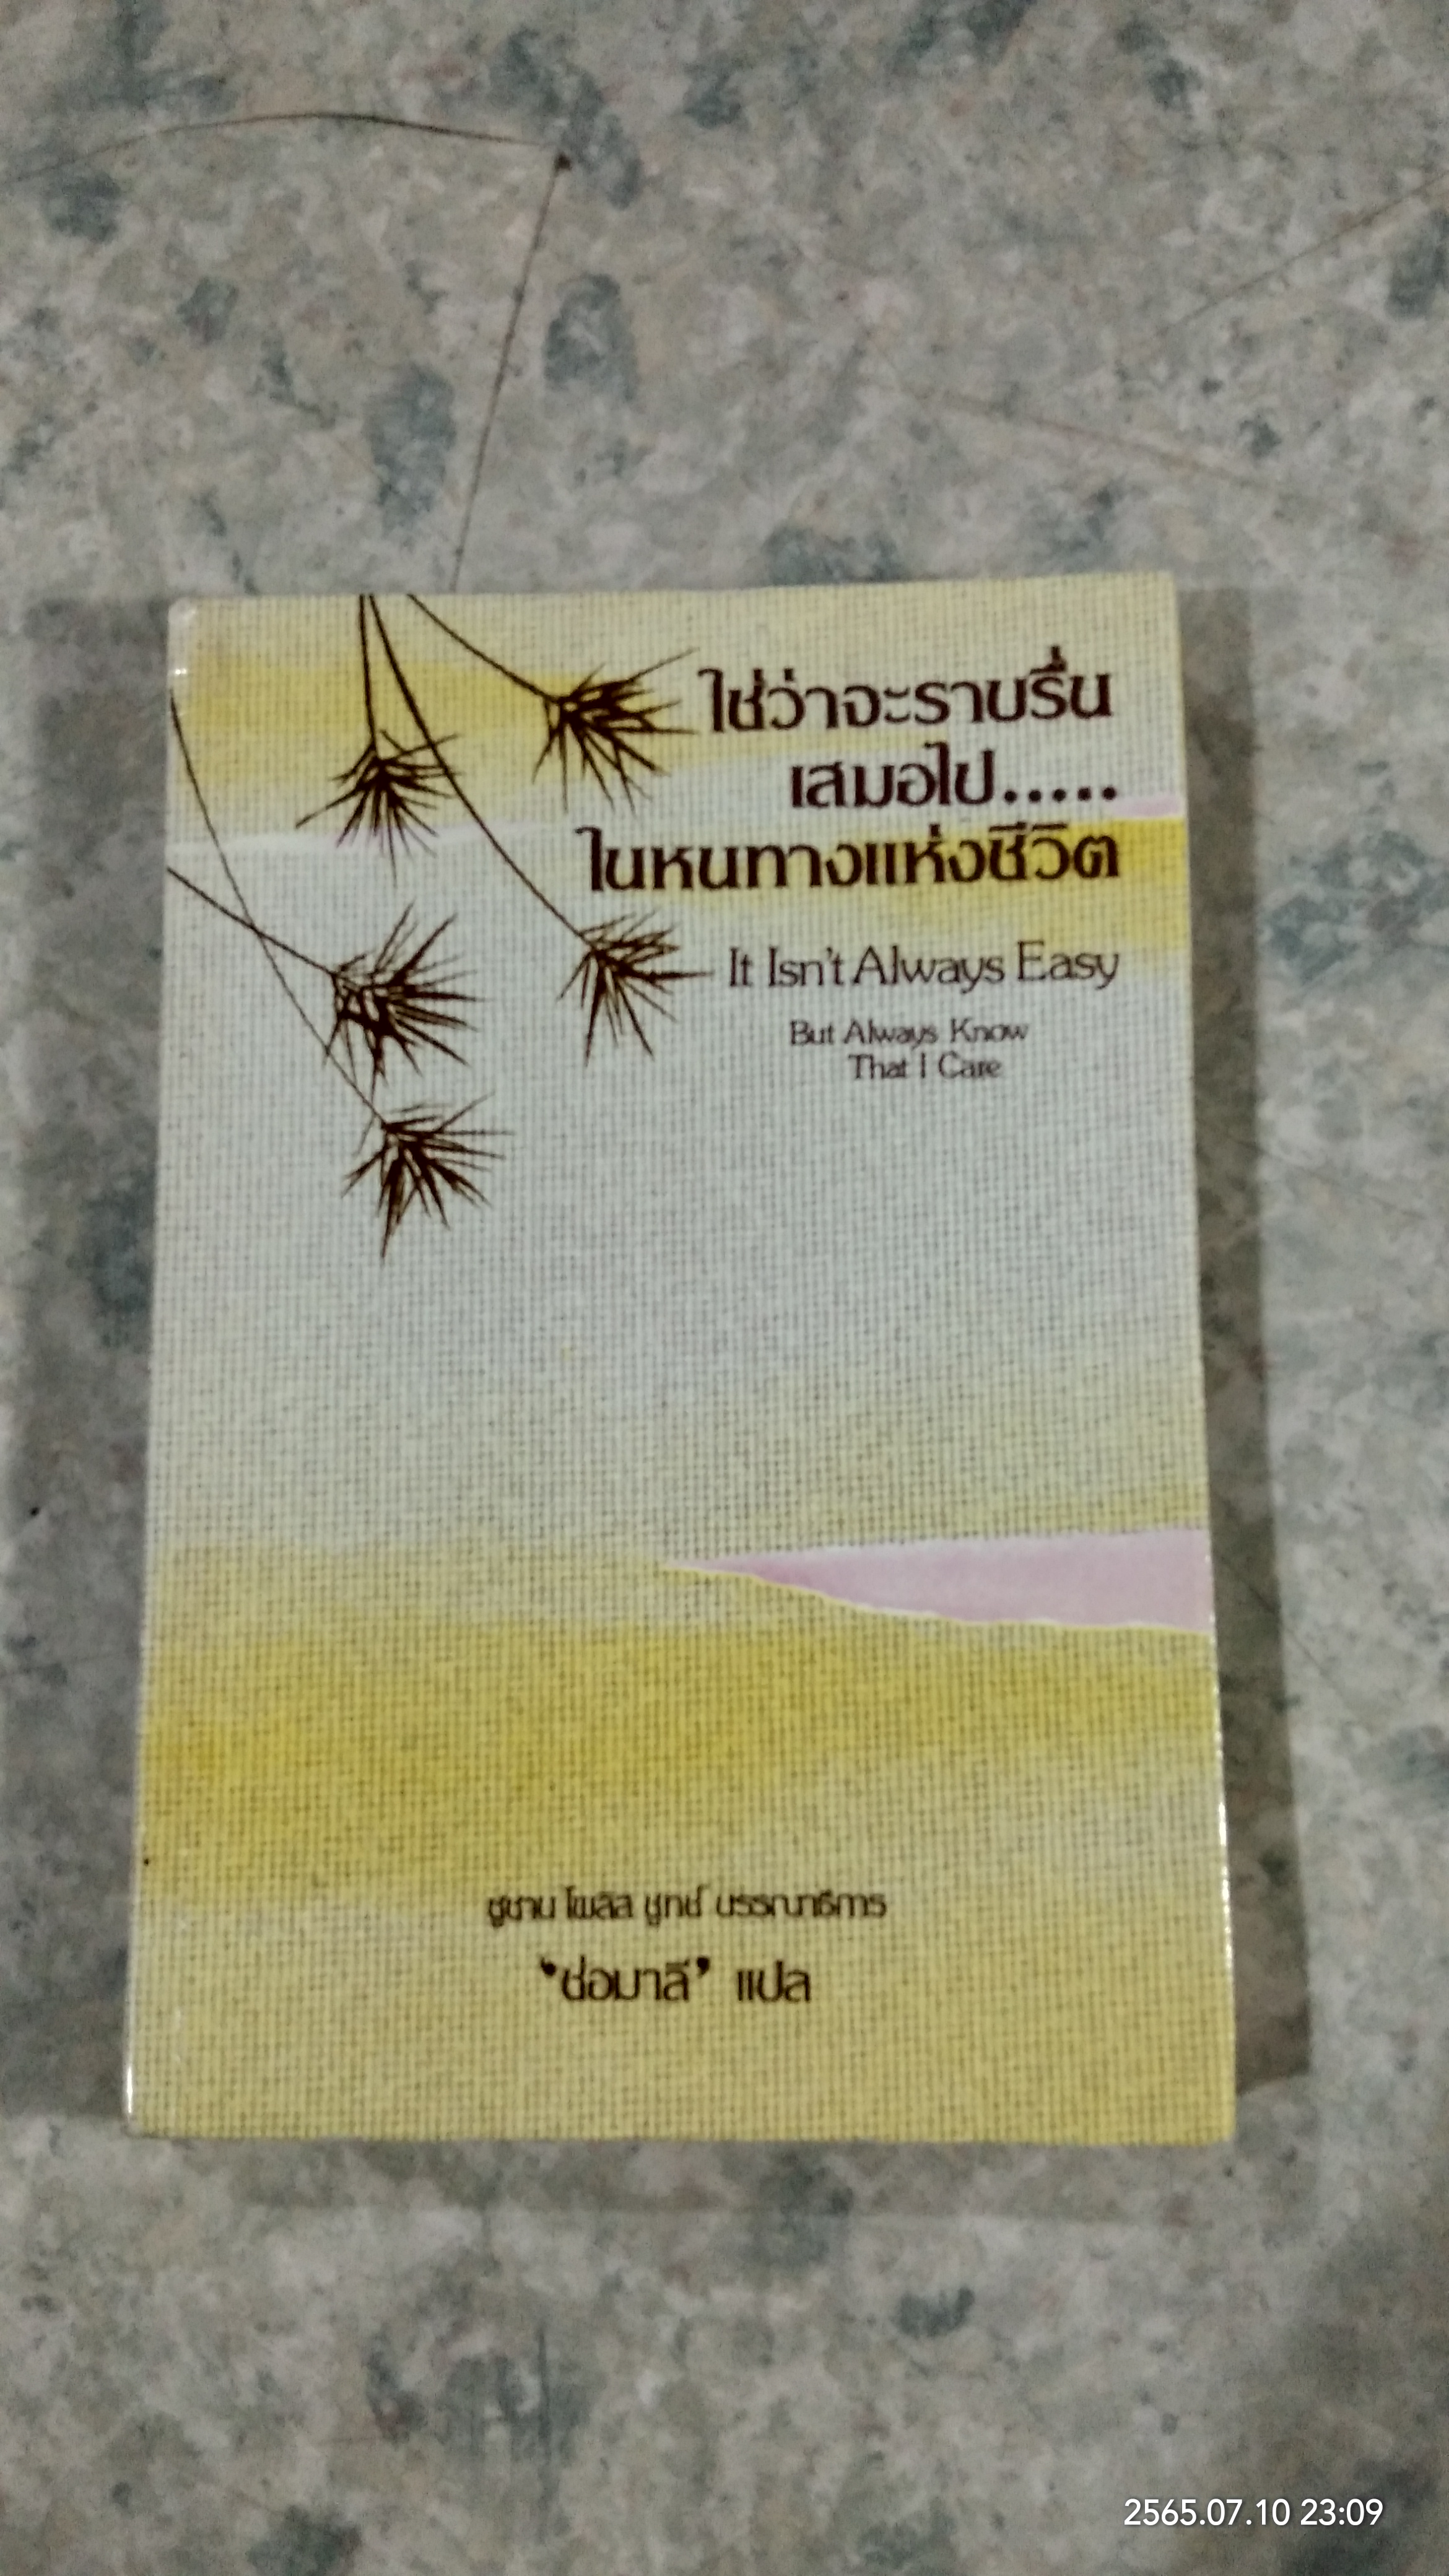 ใช่ว่าจะราบรื่น
เสมอไป.....
ในหนทางแห่งชีวิต
It Isn't Always Easy
But Always Know
That I Care
ซูซาน โพลิส ชูทซ์ บรรณาธิการ
‘ช่อมาลี’ แปล
2565.07.10 23:09